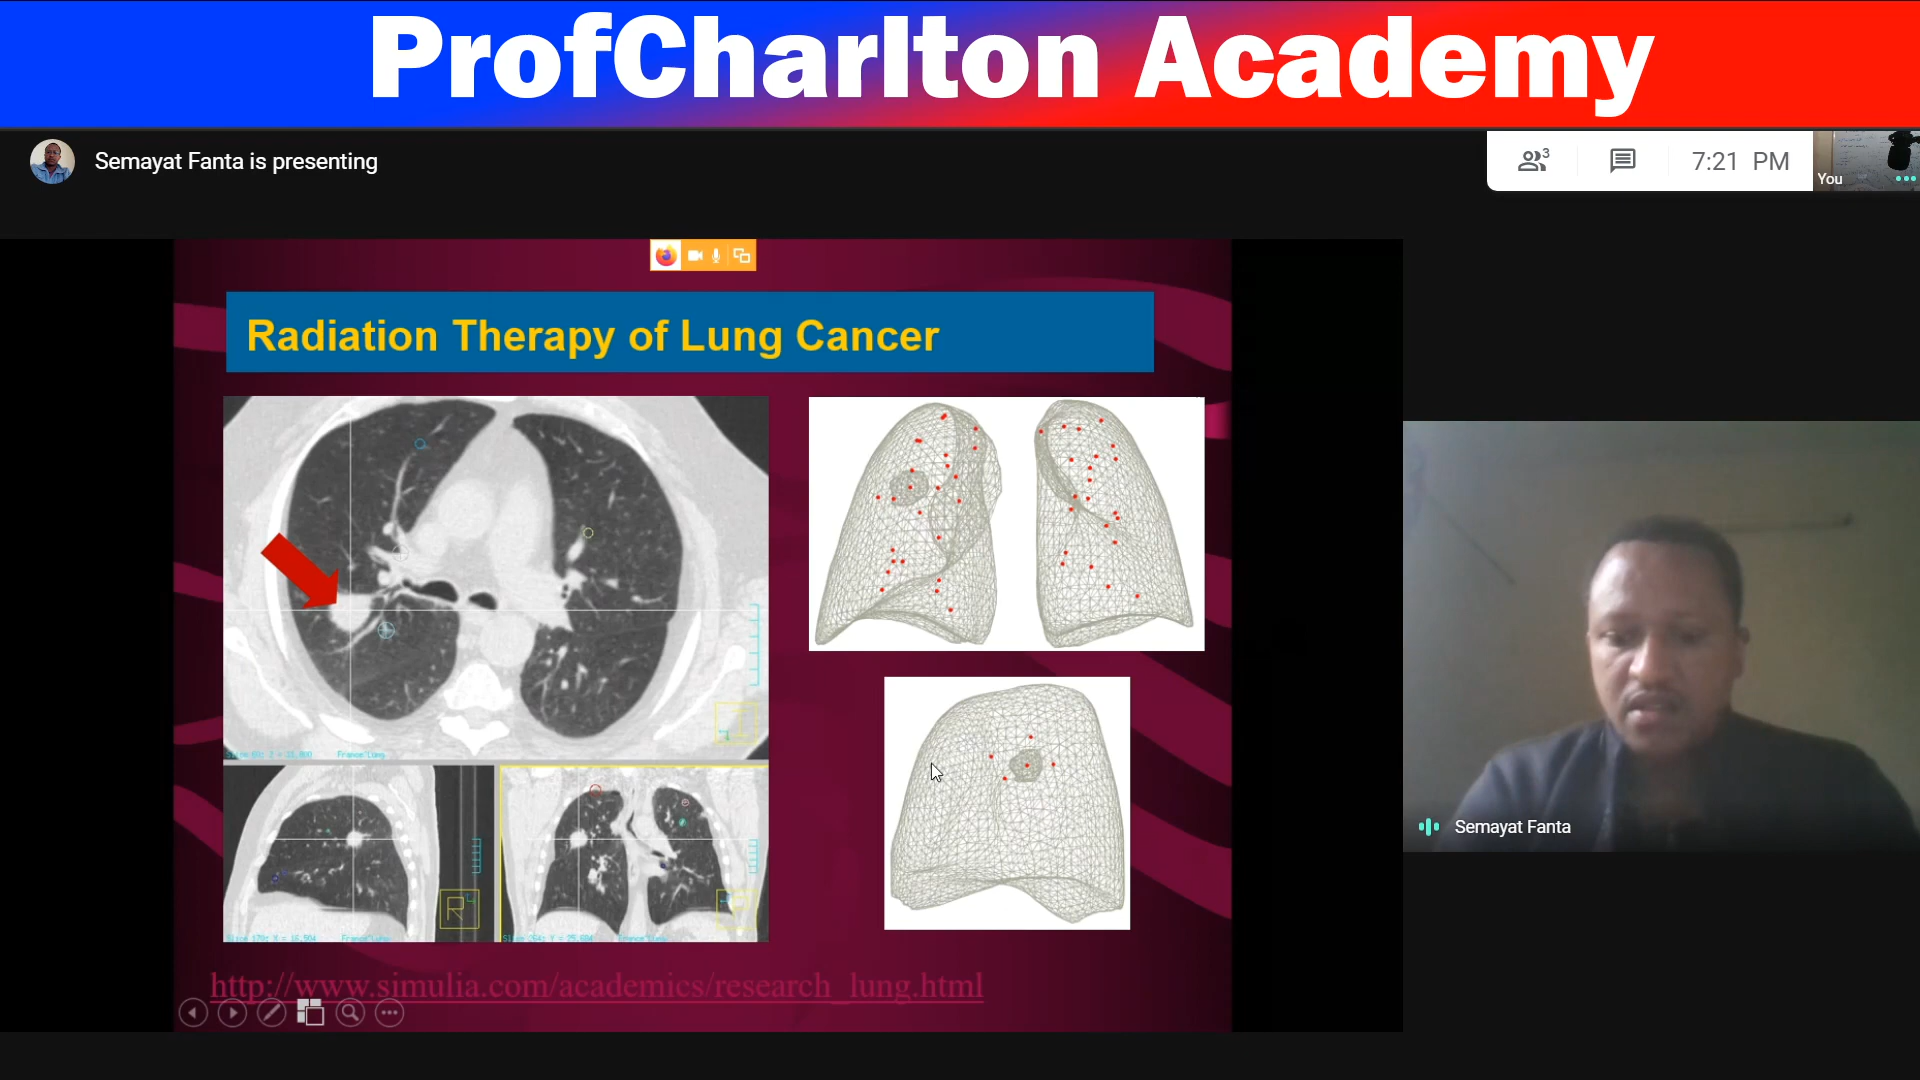 ProfCharlton Academy
Semayat Fanta is presenting
3
7:21 PM
You
Radiation Therapy of Lung Cancer
R
Semayat Fanta
http://www.simulia.com/academics/research_lung.html